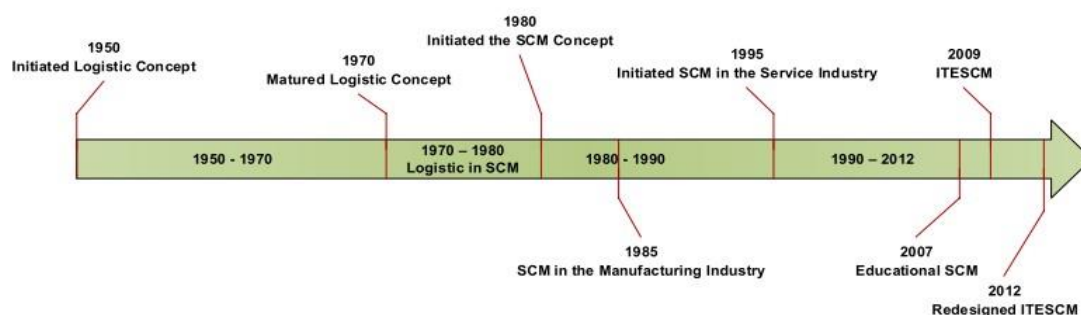 1950
Initiated Logistic Concept
1970
Matured Logistic Concept
1980
Initiated the SCM Concept
1995
Initiated SCM in the Service Industry
2009
ITESCM
1950 - 1970
1970 – 1980
Logistic in SCM
1980 - 1990
1990 – 2012
1985
SCM in the Manufacturing Industry
2007
Educational SCM
2012
Redesigned ITESCM